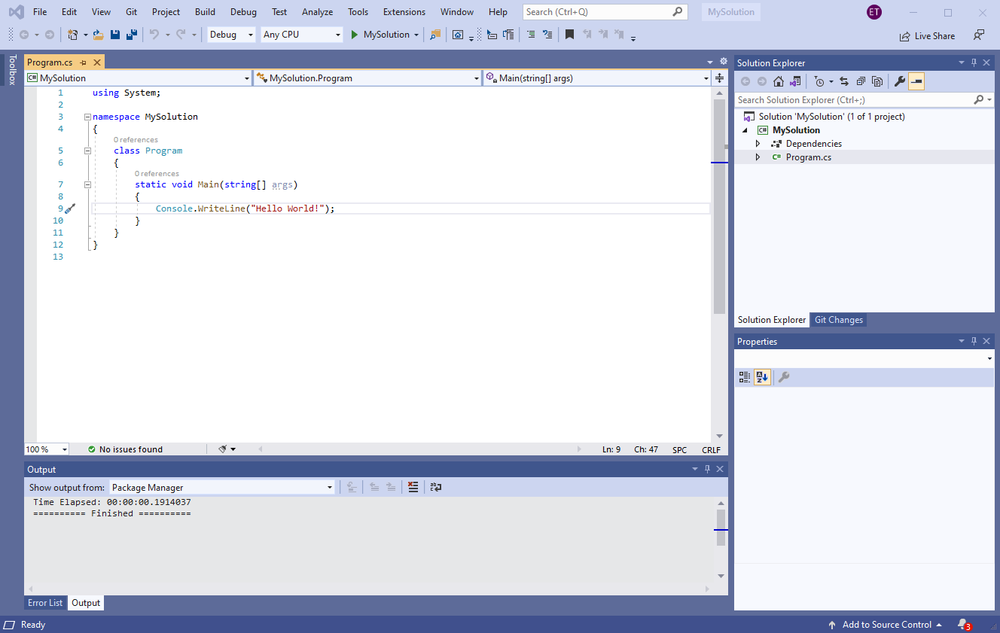 File Edit View Git Project Build Debug Test Analyze Tools Extensions Window Help Search (Ctrl+Q) MySolution ET
Debug Any CPU MySolution Live Share
Toolbox
Program.cs
MySolution MySolution.Program Main(string[] args)
1 using System;
2
3 namespace MySolution
4 {
0 references
5 class Program
6 {
0 references
7 static void Main(string[] args)
8 {
9 Console.WriteLine("Hello World!");
10 }
11 }
12 }
13
100 % No issues found Ln: 9 Ch: 47 SPC CRLF
Output
Show output from: Package Manager
Time Elapsed: 00:00:00.1914037
========== Finished ==========
Error List Output
Solution Explorer
Search Solution Explorer (Ctrl+;)
Solution 'MySolution' (1 of 1 project)
C# MySolution
Dependencies
C# Program.cs
Solution Explorer Git Changes
Properties
Ready Add to Source Control 3